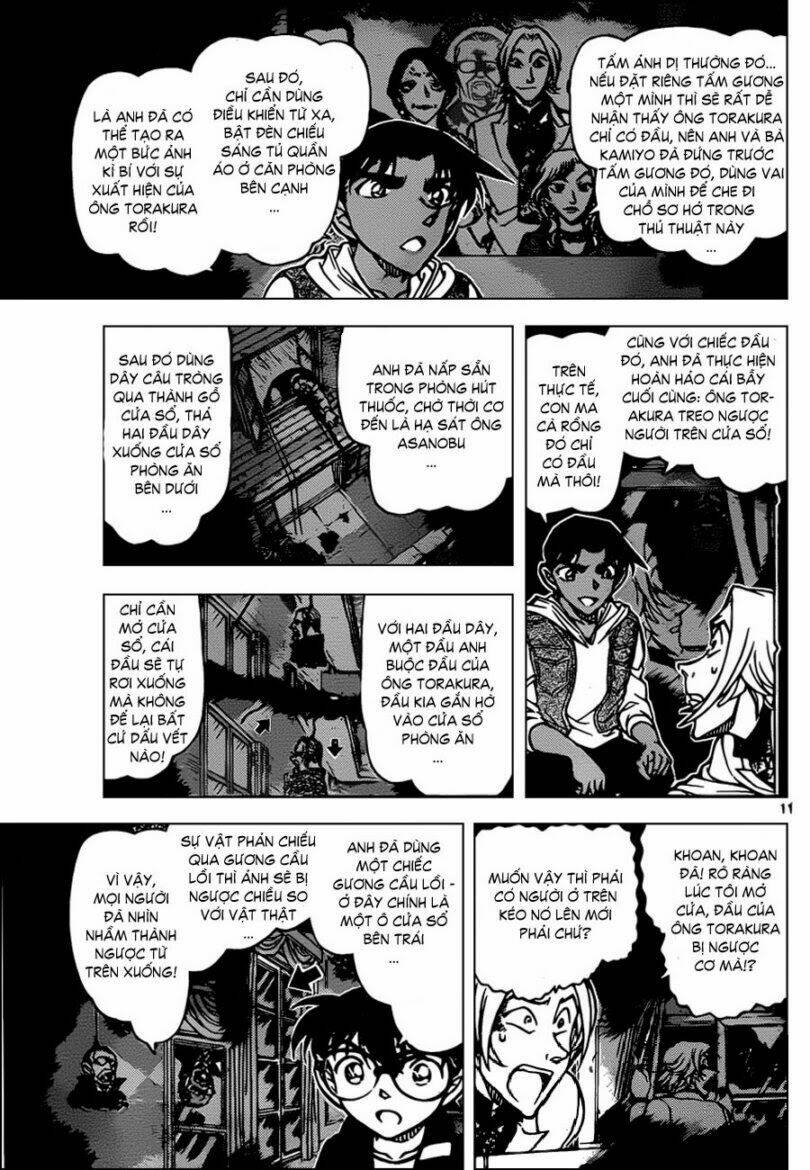 TẤM ẢNH DỊ THƯỜNG ĐÓ...
NẾU ĐẶT RIÊNG TẤM GƯƠNG
MỘT MÌNH THÌ SẼ RẤT DỄ
NHẬN THẤY ÔNG TORAKURA
CHỈ CÓ ĐẦU, NÊN ANH VÀ BÀ
KAMIYO ĐÃ ĐỨNG TRƯỚC
TẤM GƯƠNG ĐÓ, DÙNG VAI
CỦA MÌNH ĐỂ CHE ĐI
CHỖ SƠ HỞ TRONG
THỦ THUẬT NÀY
...
SAU ĐÓ,
CHỈ CẦN DÙNG
ĐIỀU KHIỂN TỪ XA,
BẬT ĐÈN CHIẾU
SÁNG TỦ QUẦN
ÁO Ở CĂN PHÒNG
BÊN CẠNH
...
LÀ ANH ĐÃ CÓ
THỂ TẠO RA
MỘT BỨC ẢNH
KÌ BÍ VỚI SỰ
XUẤT HIỆN CỦA
ÔNG TORAKURA
RỒI!
CŨNG VỚI CHIẾC ĐẦU
ĐÓ, ANH ĐÃ THỰC HIỆN
HOÀN HẢO CÁI BẪY
CUỐI CÙNG: ÔNG TOR-
AKURA TREO NGƯỢC
NGƯỜI TRÊN CỬA SỔ!
TRÊN
THỰC TẾ,
CON MA
CÀ RỒNG
ĐÓ CHỈ
CÓ ĐẦU
MÀ THÔI!
ANH ĐÃ NẤP SẴN
TRONG PHÒNG HÚT
THUỐC, CHỜ THỜI CƠ
ĐẾN LÀ HẠ SÁT ÔNG
ASANOBU
...
SAU ĐÓ DÙNG
DÂY CÂU TRÒNG
QUA THÀNH GỖ
CỬA SỔ, THẢ
HAI ĐẦU DÂY
XUỐNG CỬA SỔ
PHÒNG ĂN
BÊN DƯỚI
...
VỚI HAI ĐẦU DÂY,
MỘT ĐẦU ANH
BUỘC ĐẦU CỦA
ÔNG TORAKURA,
ĐẦU KIA GẮN HỜ
VÀO CỬA SỔ
PHÒNG ĂN
...
CHỈ CẦN
MỞ CỬA
SỔ, CÁI
ĐẦU SẼ TỰ
RƠI XUỐNG
MÀ KHÔNG
ĐỂ LẠI BẤT
CỨ DẤU VẾT
NÀO!
11
KHOAN, KHOAN
ĐÃ! RÕ RÀNG
LÚC TÔI MỞ
CỬA, ĐẦU CỦA
ÔNG TORAKURA
BỊ NGƯỢC
CƠ MÀ!?
MUỐN VẬY THÌ PHẢI
CÓ NGƯỜI Ở TRÊN
KÉO NÓ LÊN MỚI
PHẢI CHỨ?
ANH ĐÃ DÙNG
MỘT CHIẾC
GƯƠNG CẦU LỒI -
Ở ĐÂY CHÍNH LÀ
MỘT Ô CỬA SỔ
BÊN TRÁI
...
SỰ VẬT PHẢN CHIẾU
QUA GƯƠNG CẦU
LỒI THÌ ẢNH SẼ BỊ
NGƯỢC CHIỀU SO
VỚI VẬT THẬT
...
VÌ VẬY,
MỌI NGƯỜI
ĐÃ NHÌN
NHẦM THÀNH
NGƯỢC TỪ
TRÊN XUỐNG!